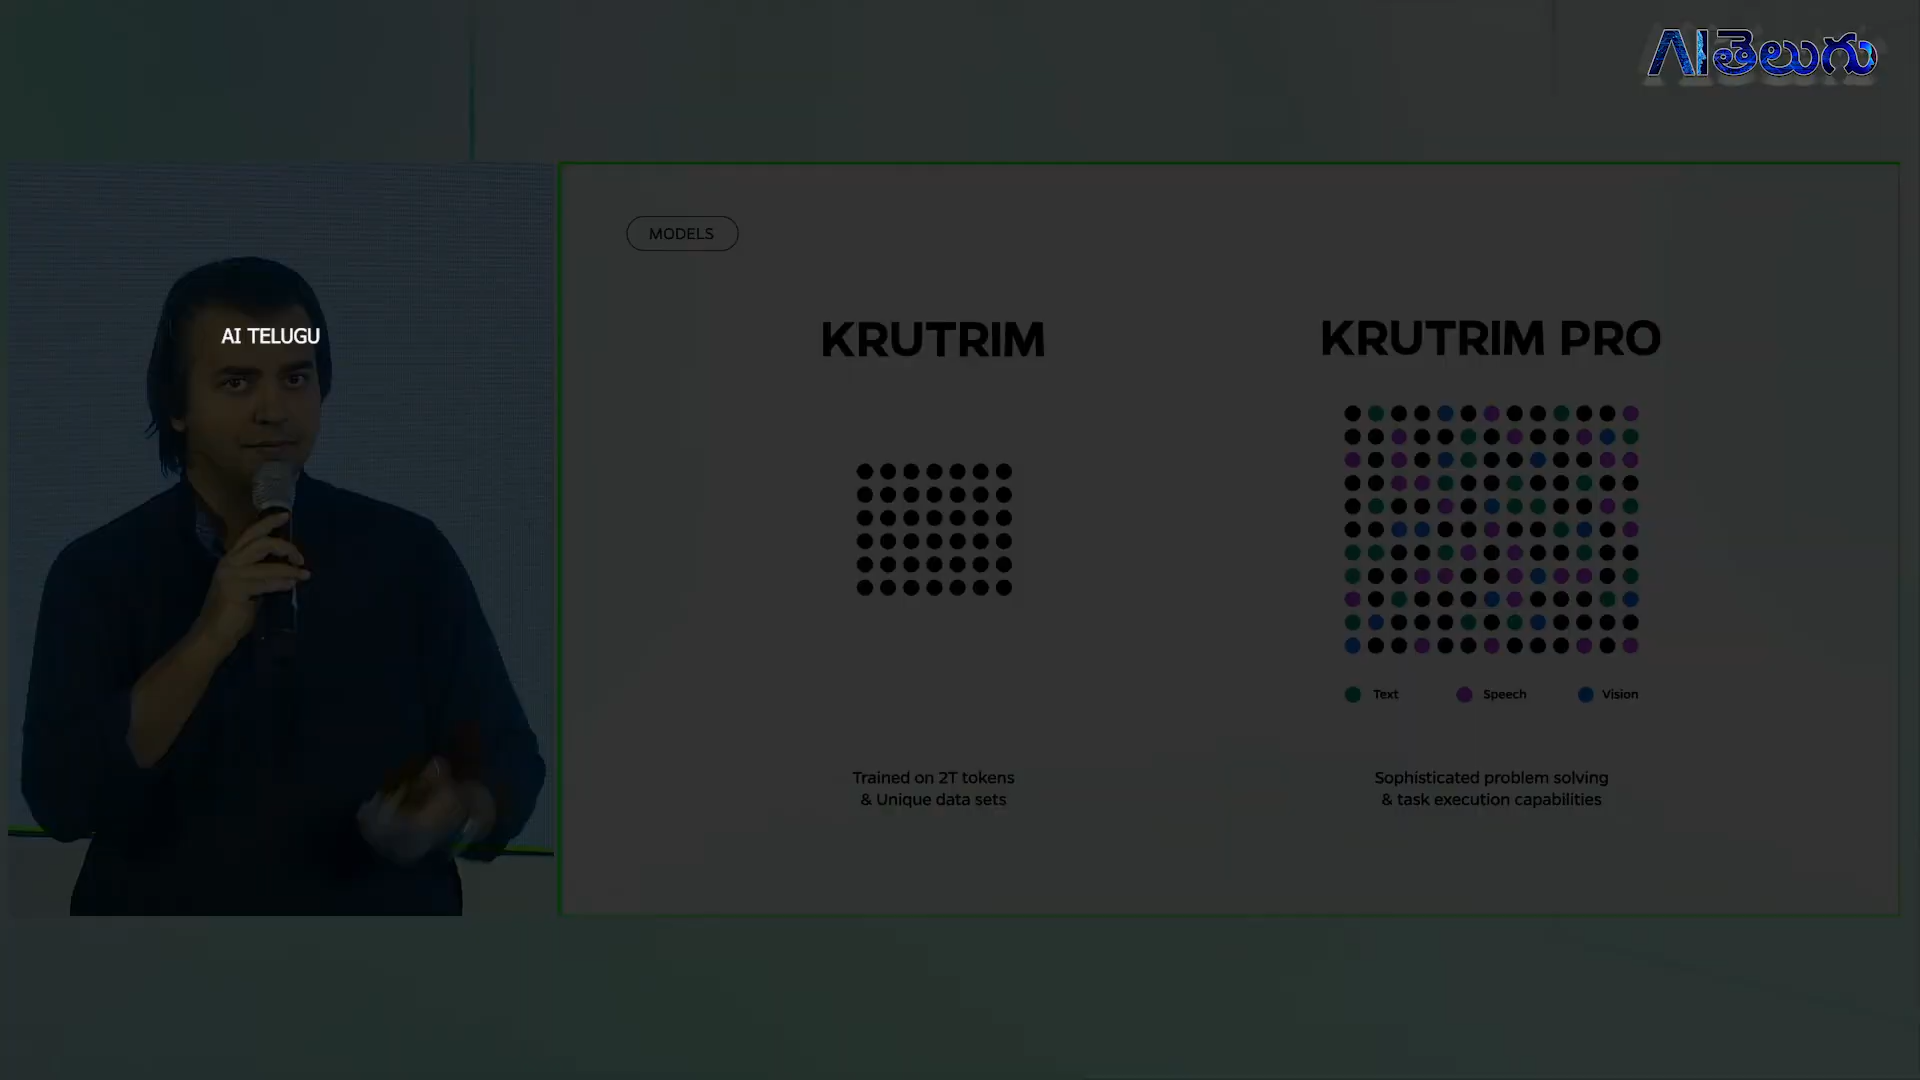 AIతెలుగు
MODELS
AI TELUGU
KRUTRIM
KRUTRIM PRO
Text
Speech
Vision
Trained on 2T tokens
& Unique data sets
Sophisticated problem solving
& task execution capabilities